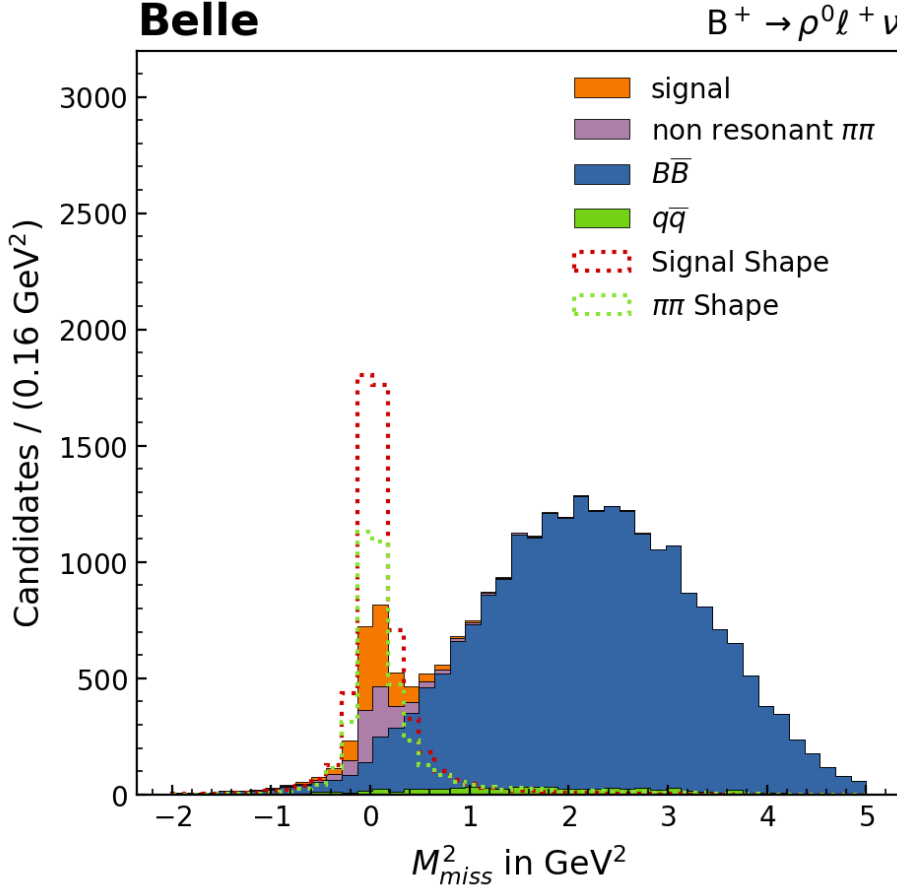 Belle
B⁺ → ρ⁰ℓ⁺ν
3000
2500
2000
1500
1000
500
0
Candidates / (0.16 GeV²)
signal
non resonant ππ
BB̅
qq̅
Signal Shape
ππ Shape
−2 −1 0 1 2 3 4 5
M²miss in GeV²